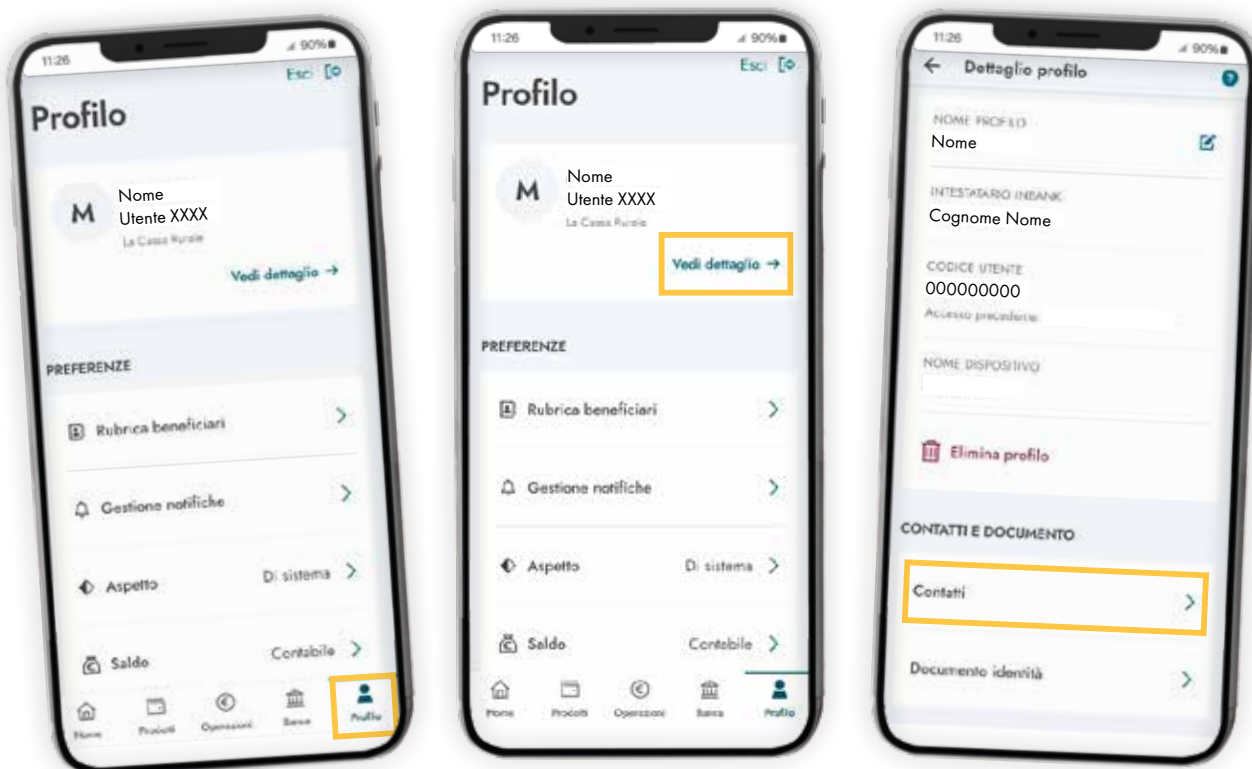 11:26
90%
Esci
Profilo
M
Nome
Utente XXXX
La Cassa Rurale
Vedi dettaglio →
PREFERENZE
Rubrica beneficiari
Gestione notifiche
Aspetto
Di sistema
Saldo
Contabile
Home
Prodotti
Operazioni
Banca
Profilo
11:26
90%
Esci
Profilo
M
Nome
Utente XXXX
La Cassa Rurale
Vedi dettaglio →
PREFERENZE
Rubrica beneficiari
Gestione notifiche
Aspetto
Di sistema
Saldo
Contabile
Home
Prodotti
Operazioni
Banca
Profilo
11:26
90%
← Dettaglio profilo
?
NOME PROFILO
Nome
INTESTATARIO INBANK
Cognome Nome
CODICE UTENTE
000000000
Accesso precedente:
NOME DISPOSITIVO
Elimina profilo
CONTATTI E DOCUMENTO
Contatti
Documento identità